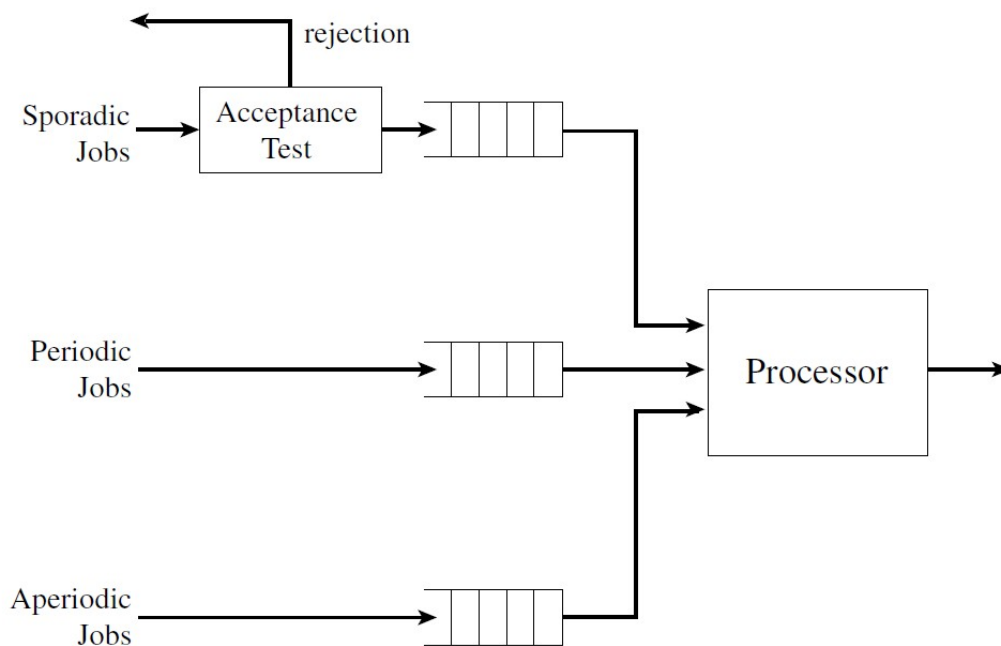 rejection
Sporadic
Jobs
Acceptance
Test
Periodic
Jobs
Processor
Aperiodic
Jobs